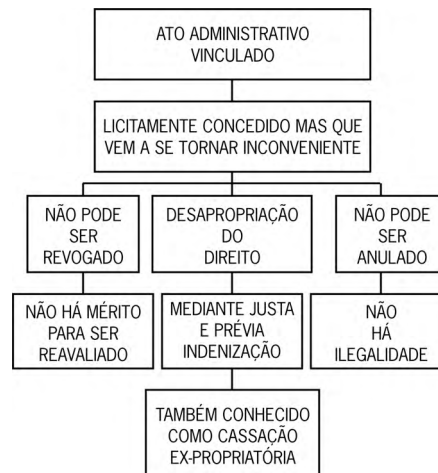 ATO ADMINISTRATIVO
VINCULADO
LICITAMENTE CONCEDIDO MAS QUE
VEM A SE TORNAR INCONVENIENTE
NÃO PODE
SER
REVOGADO
DESAPROPRIAÇÃO
DO
DIREITO
NÃO PODE
SER
ANULADO
NÃO HÁ MÉRITO
PARA SER
REAVALIADO
MEDIANTE JUSTA
E PRÉVIA
INDENIZAÇÃO
NÃO
HÁ
ILEGALIDADE
TAMBÉM CONHECIDO
COMO CASSAÇÃO
EX-PROPRIATÓRIA